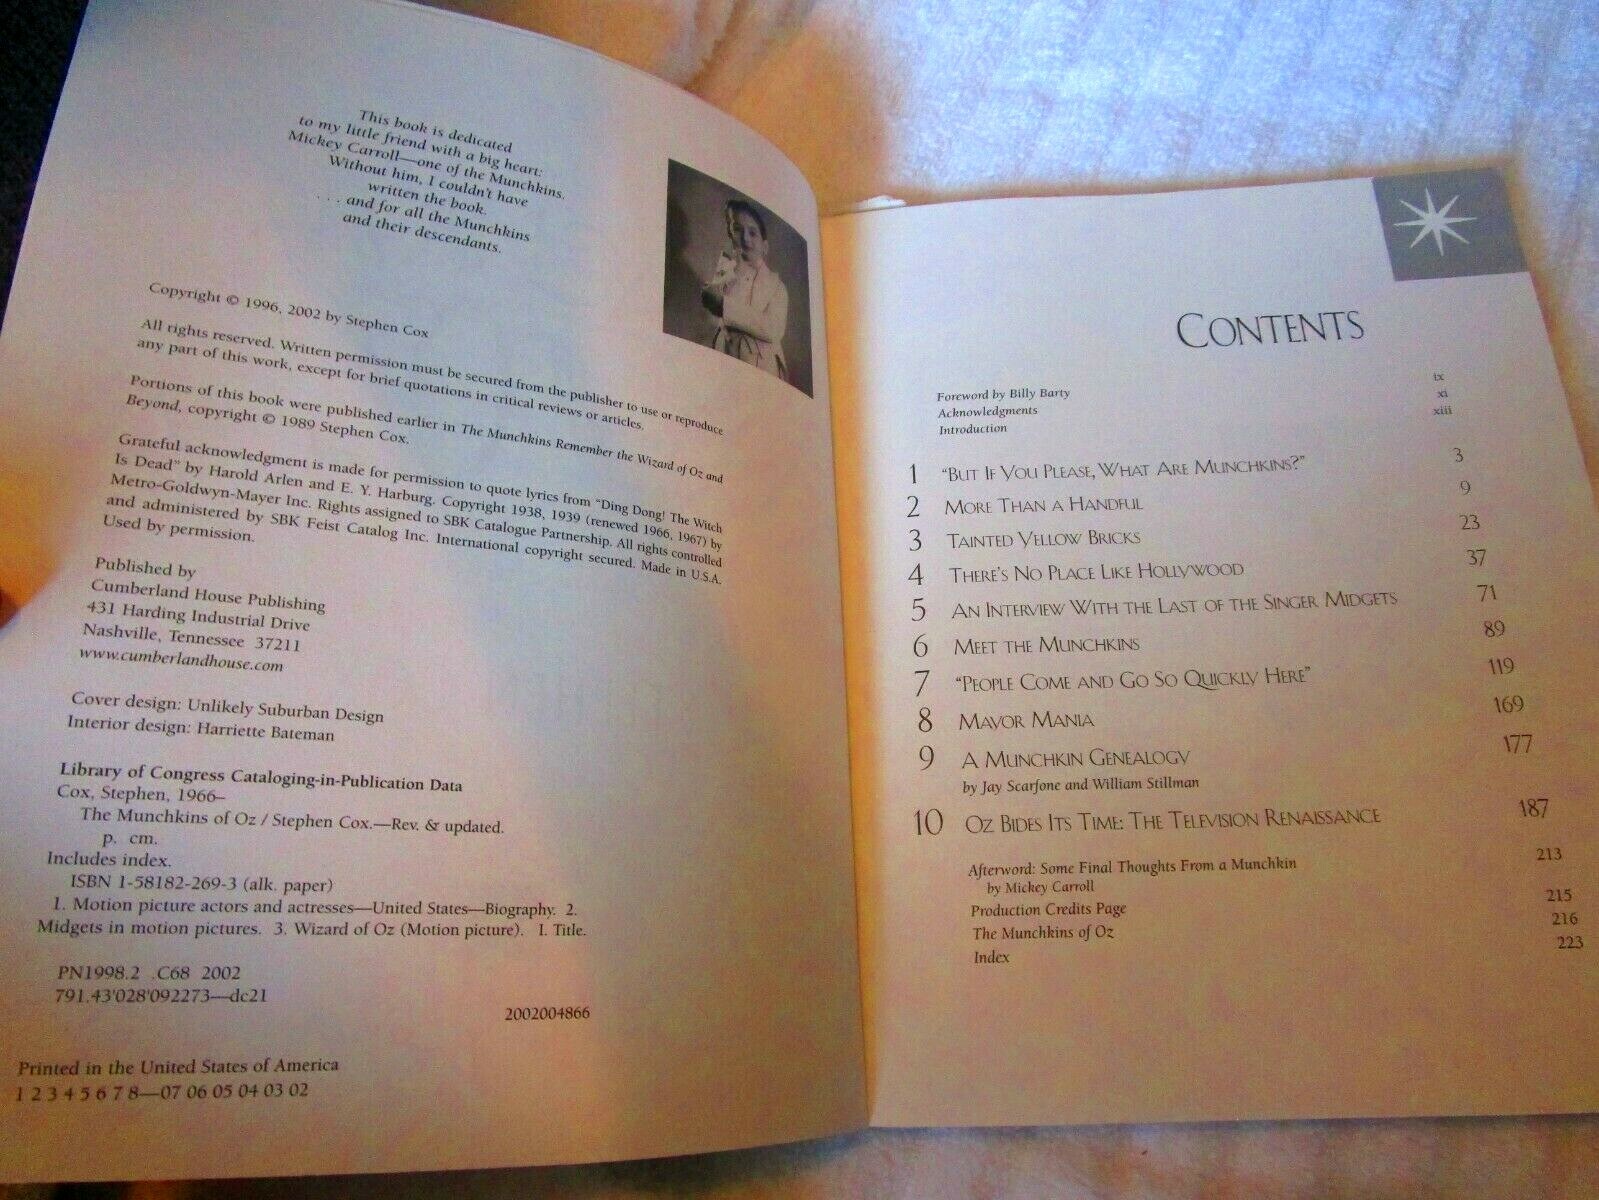 This book is dedicated
to my little friend with a big heart:
Mickey Carroll—one of the Munchkins.
Without him, I couldn't have
written the book.
. . . and for all the Munchkins
and their descendants.
Copyright © 1996, 2002 by Stephen Cox
All rights reserved. Written permission must be secured from the publisher to use or reproduce
any part of this work, except for brief quotations in critical reviews or articles.
Portions of this book were published earlier in The Munchkins Remember the Wizard of Oz and
Beyond, copyright © 1989 Stephen Cox.
Grateful acknowledgment is made for permission to quote lyrics from "Ding Dong! The Witch
Is Dead" by Harold Arlen and E. Y. Harburg. Copyright 1938, 1939 (renewed 1966, 1967) by
Metro-Goldwyn-Mayer Inc. Rights assigned to SBK Catalogue Partnership. All rights controlled
and administered by SBK Feist Catalog Inc. International copyright secured. Made in U.S.A.
Used by permission.
Published by
Cumberland House Publishing
431 Harding Industrial Drive
Nashville, Tennessee 37211
www.cumberlandhouse.com
Cover design: Unlikely Suburban Design
Interior design: Harriette Bateman
Library of Congress Cataloging-in-Publication Data
Cox, Stephen, 1966–
The Munchkins of Oz / Stephen Cox.—Rev. & updated.
p. cm.
Includes index.
ISBN 1-58182-269-3 (alk. paper)
1. Motion picture actors and actresses—United States—Biography. 2.
Midgets in motion pictures. 3. Wizard of Oz (Motion picture). I. Title.
PN1998.2 .C68 2002
791.43'028'092273—dc21
2002004866
Printed in the United States of America
1 2 3 4 5 6 7 8—07 06 05 04 03 02
CONTENTS
Foreword by Billy Barty ix
Acknowledgments xi
Introduction xiii
1 "BUT IF YOU PLEASE, WHAT ARE MUNCHKINS?" 3
2 MORE THAN A HANDFUL 9
3 TAINTED YELLOW BRICKS 23
4 THERE'S NO PLACE LIKE HOLLYWOOD 37
5 AN INTERVIEW WITH THE LAST OF THE SINGER MIDGETS 71
6 MEET THE MUNCHKINS 89
7 "PEOPLE COME AND GO SO QUICKLY HERE" 119
8 MAYOR MANIA 169
9 A MUNCHKIN GENEALOGY 177
by Jay Scarfone and William Stillman
10 OZ BIDES ITS TIME: THE TELEVISION RENAISSANCE 187
Afterword: Some Final Thoughts From a Munchkin 213
by Mickey Carroll
Production Credits Page 215
The Munchkins of Oz 216
Index 223